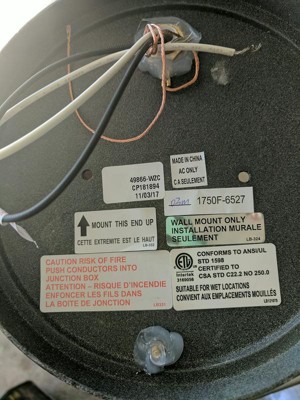 49866-WZC
CP181894
11/03/17
MADE IN CHINA
AC ONLY
C A SEULEMENT
1750F-6527
MOUNT THIS END UP
CETTE EXTREMITE EST LE HAUT
WALL MOUNT ONLY
INSTALLATION MURALE
SEULEMENT
CAUTION RISK OF FIRE
PUSH CONDUCTORS INTO
JUNCTION BOX
ATTENTION – RISQUE D'INCENDIE
ENFONCER LES FILS DANS
LA BOITE DE JONCTION
Intertek
CONFORMS TO ANSI/UL
STD 1598
CERTIFIED TO
CSA STD C22.2 NO 250.0
SUITABLE FOR WET LOCATIONS
CONVIENT AUX EMPLACEMENTS MOUILLÉS